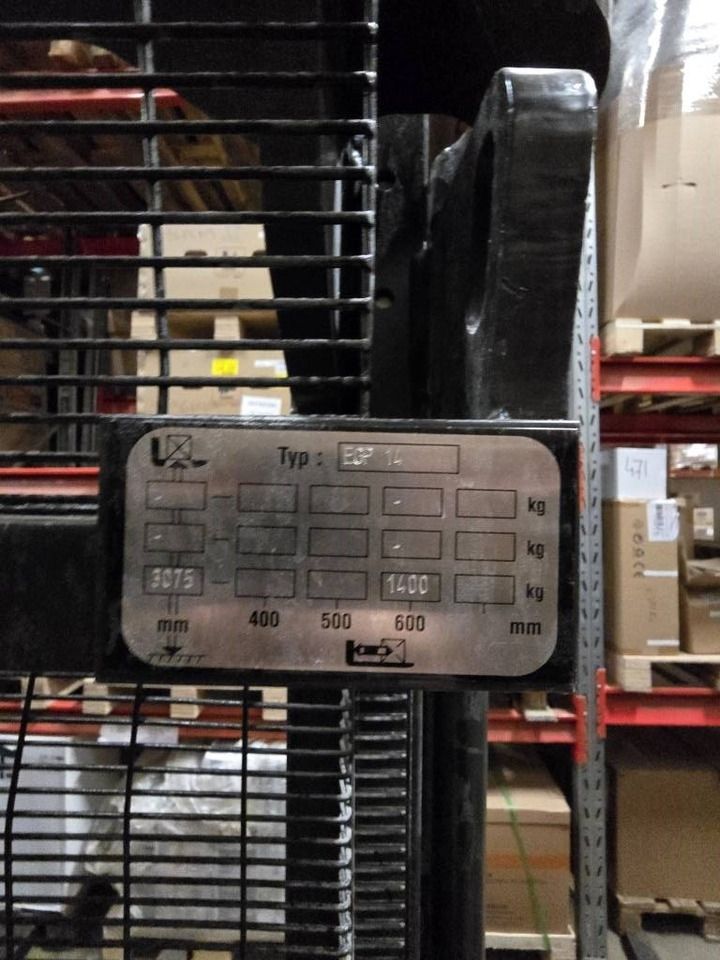 Typ : ECP 14
- - kg
- - kg
3075 1400 kg
mm 400 500 600 mm
471